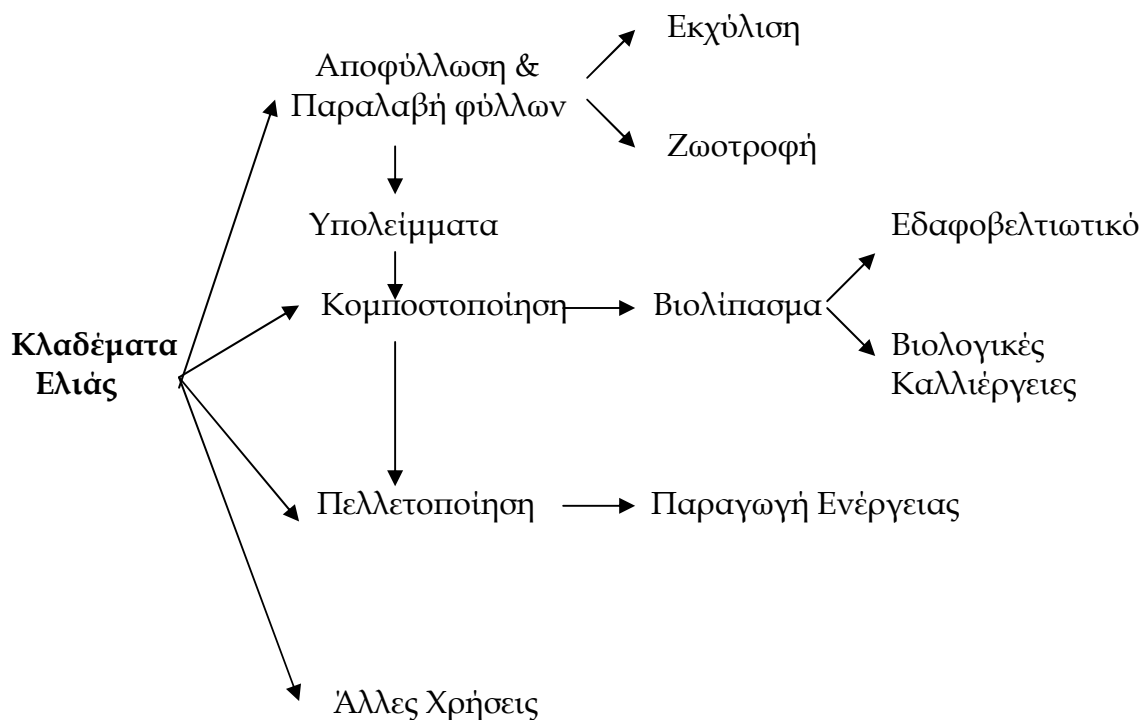 Εκχύλιση
Αποφύλλωση &
Παραλαβή φύλλων
Ζωοτροφή
Υπολείμματα
Εδαφοβελτιωτικό
Κομποστοποίηση
Βιολίπασμα
Κλαδέματα
Ελιάς
Βιολογικές
Καλλιέργειες
Πελλετοποίηση
Παραγωγή Ενέργειας
Άλλες Χρήσεις